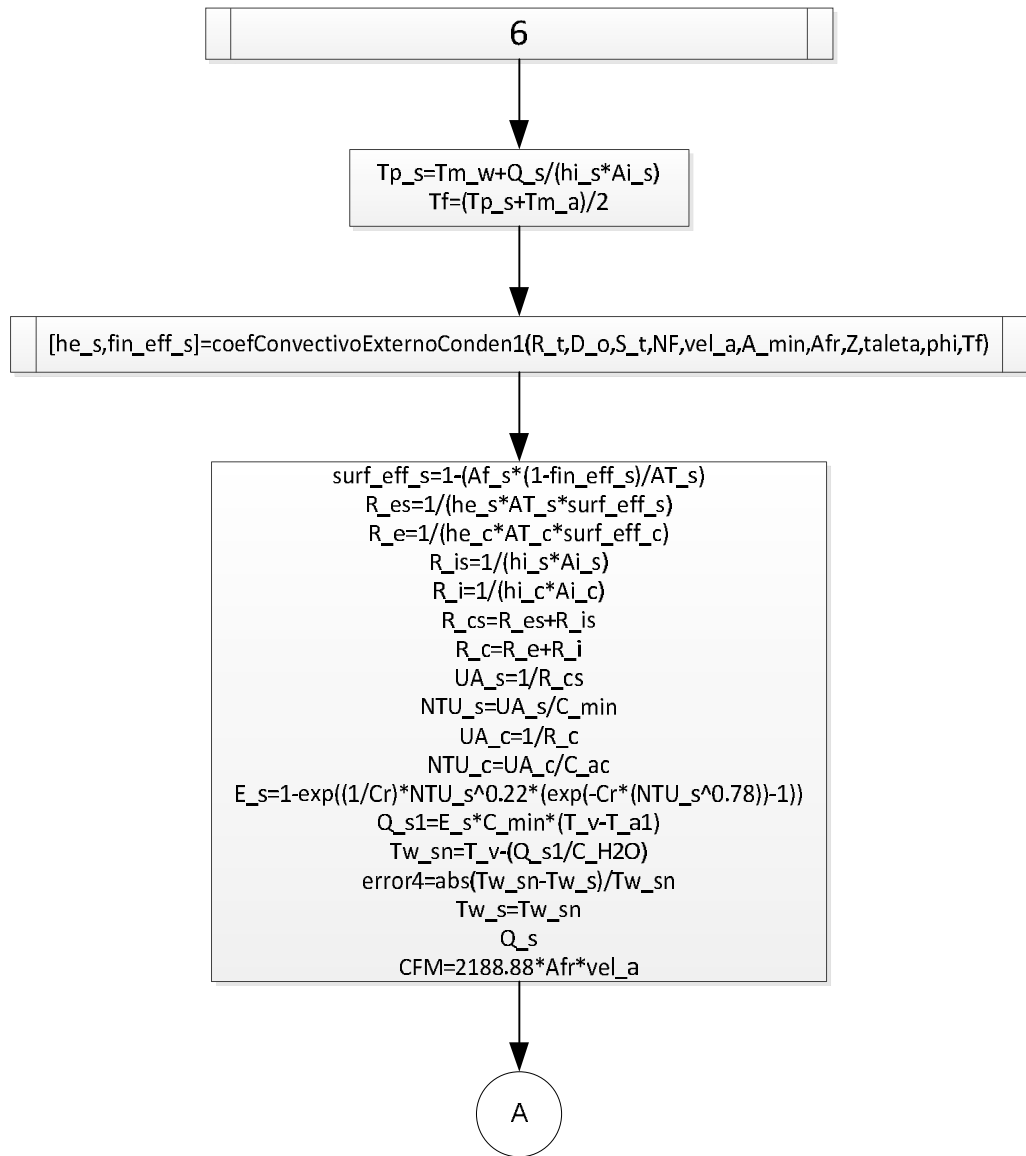 6
Tp_s=Tm_w+Q_s/(hi_s*Ai_s)
Tf=(Tp_s+Tm_a)/2
[he_s,fin_eff_s]=coefConvectivoExternoConden1(R_t,D_o,S_t,NF,vel_a,A_min,Afr,Z,taleta,phi,Tf)
surf_eff_s=1-(Af_s*(1-fin_eff_s)/AT_s)
R_es=1/(he_s*AT_s*surf_eff_s)
R_e=1/(he_c*AT_c*surf_eff_c)
R_is=1/(hi_s*Ai_s)
R_i=1/(hi_c*Ai_c)
R_cs=R_es+R_is
R_c=R_e+R_i
UA_s=1/R_cs
NTU_s=UA_s/C_min
UA_c=1/R_c
NTU_c=UA_c/C_ac
E_s=1-exp((1/Cr)*NTU_s^0.22*(exp(-Cr*(NTU_s^0.78))-1))
Q_s1=E_s*C_min*(T_v-T_a1)
Tw_sn=T_v-(Q_s1/C_H2O)
error4=abs(Tw_sn-Tw_s)/Tw_sn
Tw_s=Tw_sn
Q_s
CFM=2188.88*Afr*vel_a
A